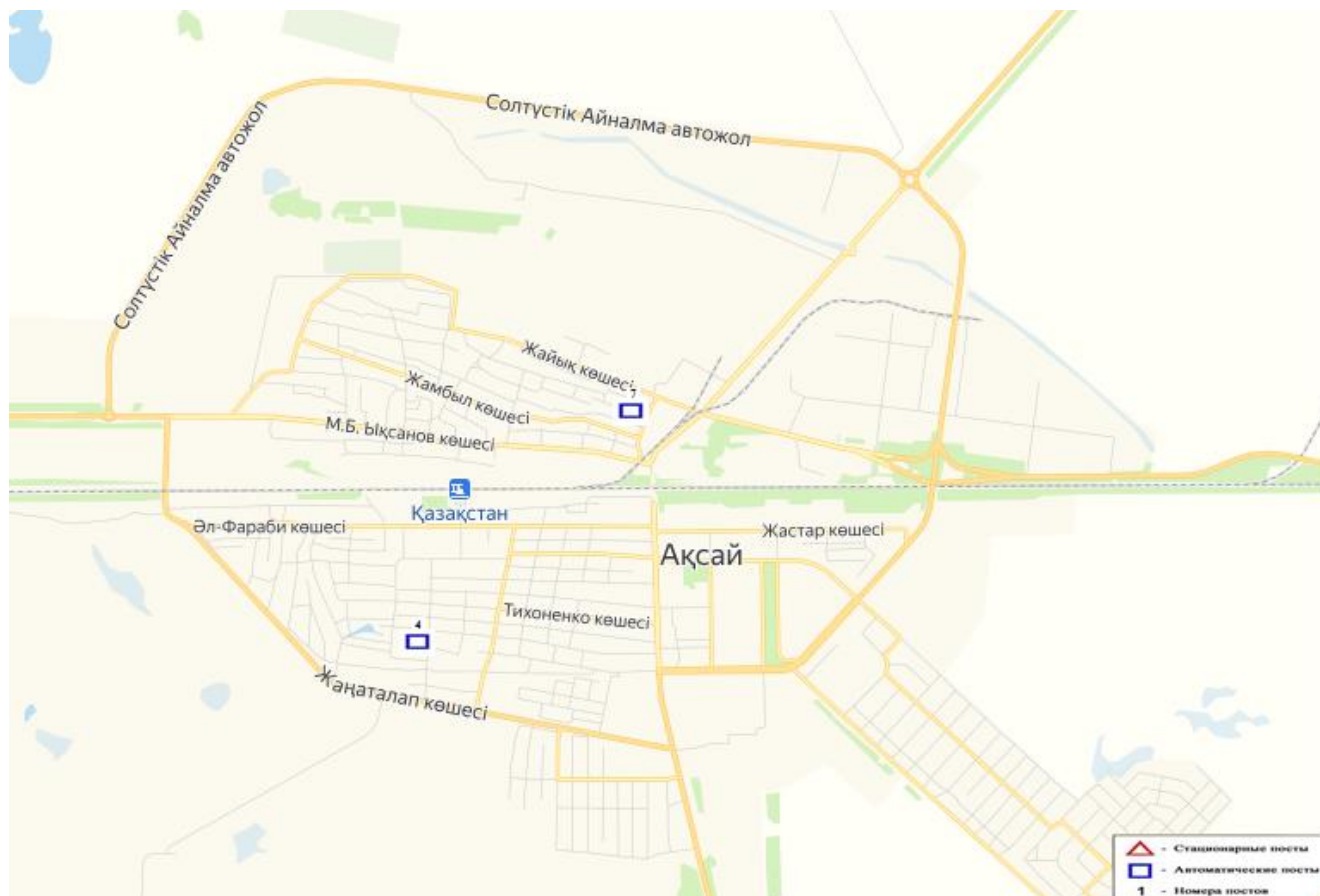 Солтүстік Айналма автожол
Солтүстік Айналма автожол
Жайық көшесі
7
Жамбыл көшесі
М.Б. Ықсанов көшесі
Қазақстан
Әл-Фараби көшесі
Жастар көшесі
Ақсай
Тихоненко көшесі
4
Жаңаталап көшесі
- Стационарные посты
- Автоматические посты
1 - Номера постов